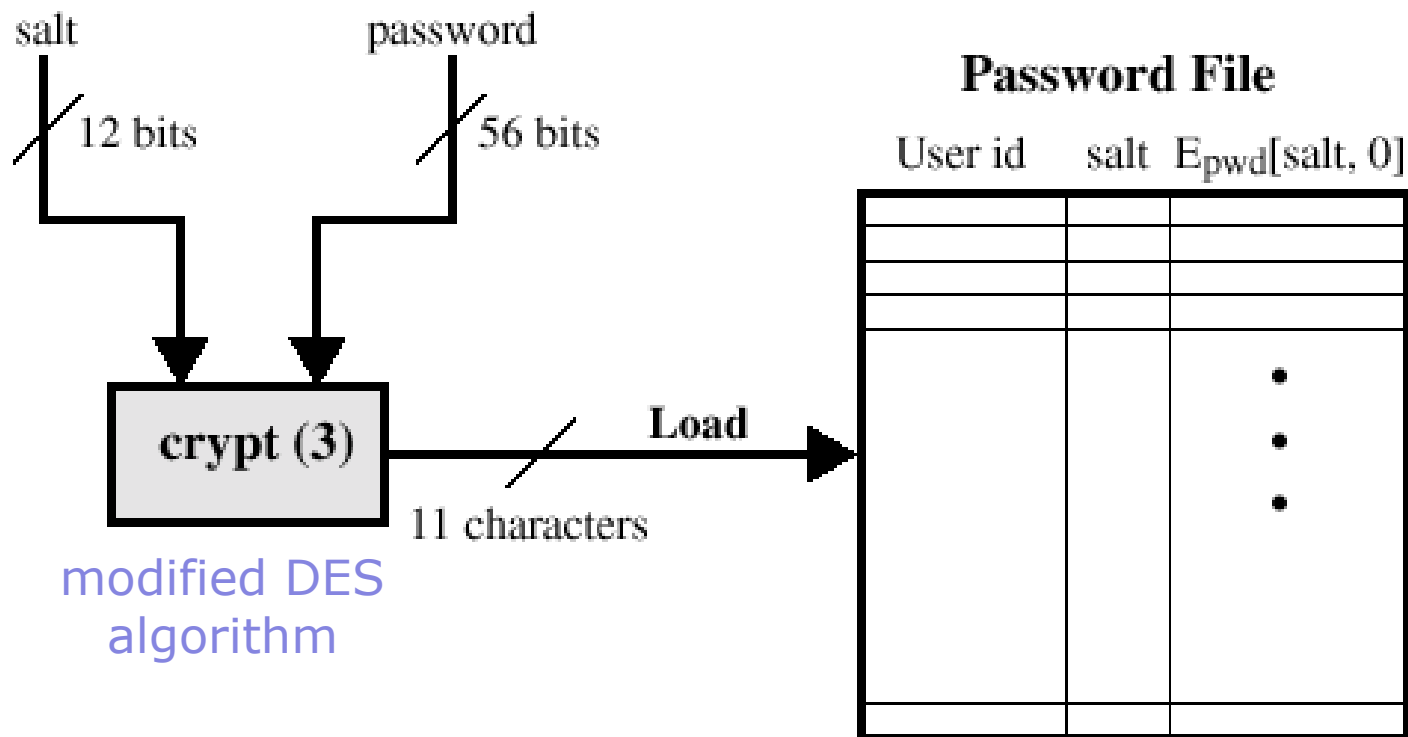 salt
password
12 bits
56 bits
crypt (3)
Load
11 characters
modified DES
algorithm
Password File
User id salt Epwd[salt, 0]